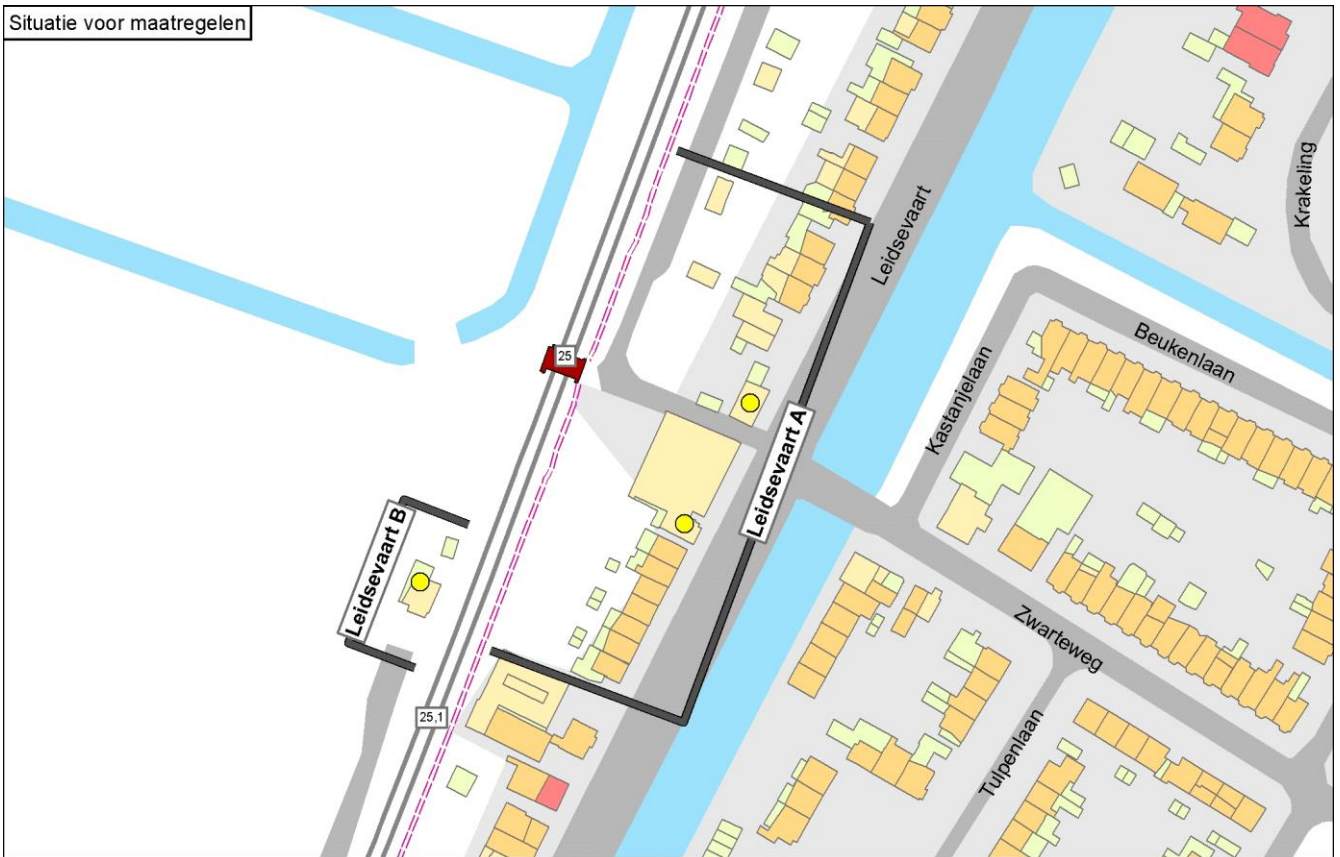 Situatie voor maatregelen
Krakeling
Leidsevaart
Beukenlaan
25
Kastanjelaan
Leidsevaart A
Leidsevaart B
Zwarteweg
25,1
Tulpenlaan